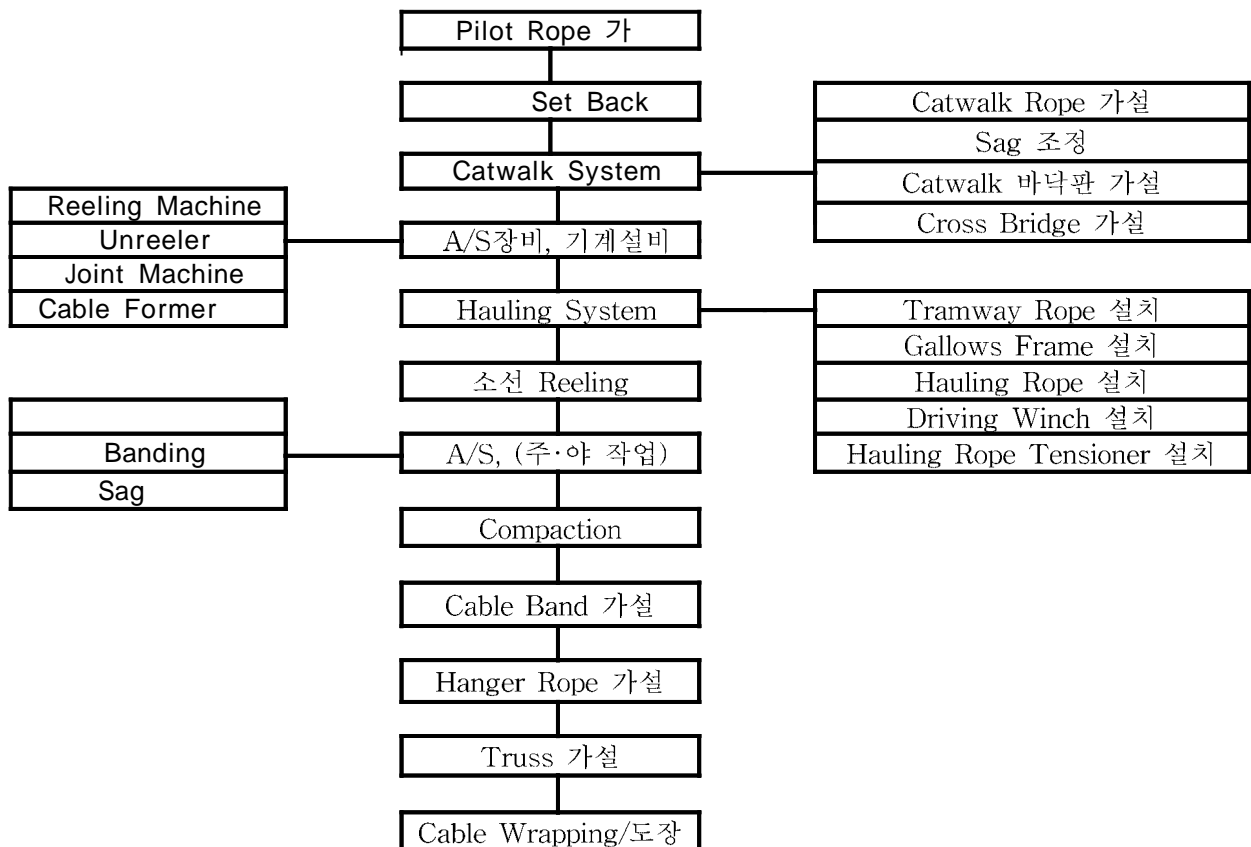 Pilot Rope 가
Set Back
Catwalk System
A/S장비, 기계설비
Hauling System
소선 Reeling
A/S, (주·야 작업)
Compaction
Cable Band 가설
Hanger Rope 가설
Truss 가설
Cable Wrapping/도장
Reeling Machine
Unreeler
Joint Machine
Cable Former
Banding
Sag
Catwalk Rope 가설
Sag 조정
Catwalk 바닥판 가설
Cross Bridge 가설
Tramway Rope 설치
Gallows Frame 설치
Hauling Rope 설치
Driving Winch 설치
Hauling Rope Tensioner 설치